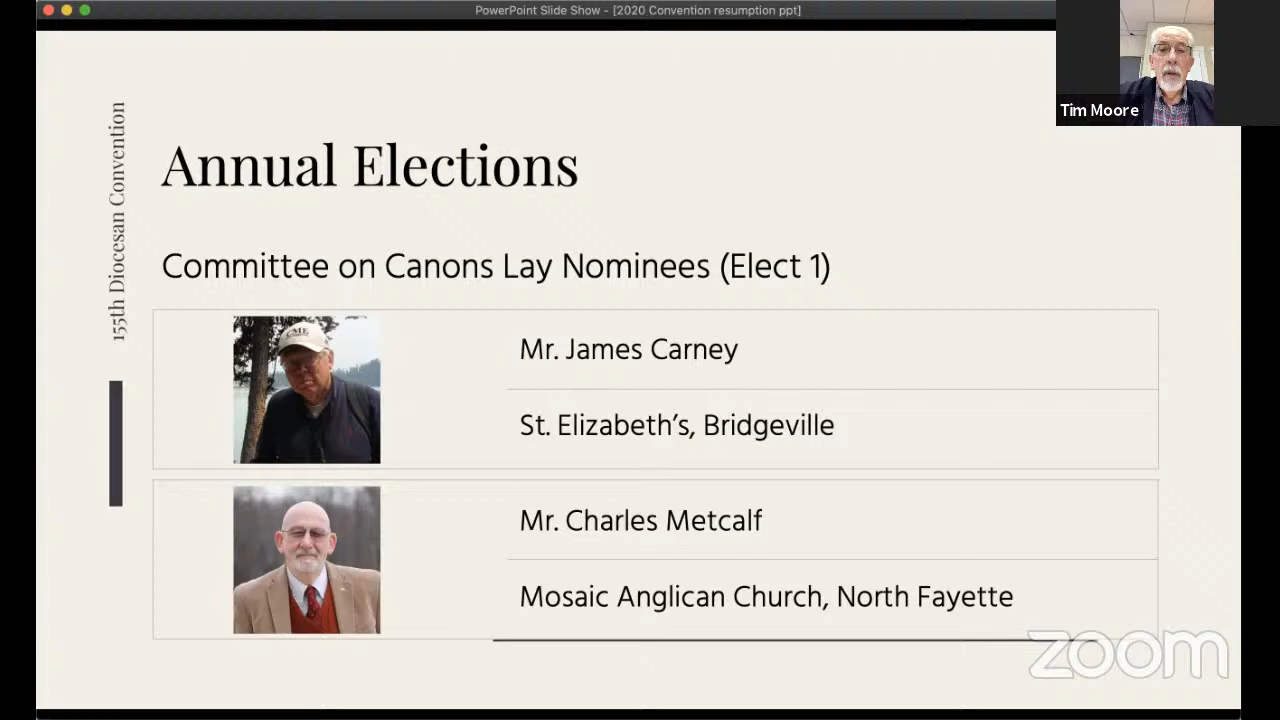 PowerPoint Slide Show - [2020 Convention resumption ppt]
Tim Moore
155th Diocesan Convention
Annual Elections
Committee on Canons Lay Nominees (Elect 1)
CME
Mr. James Carney
St. Elizabeth's, Bridgeville
Mr. Charles Metcalf
Mosaic Anglican Church, North Fayette
zoom